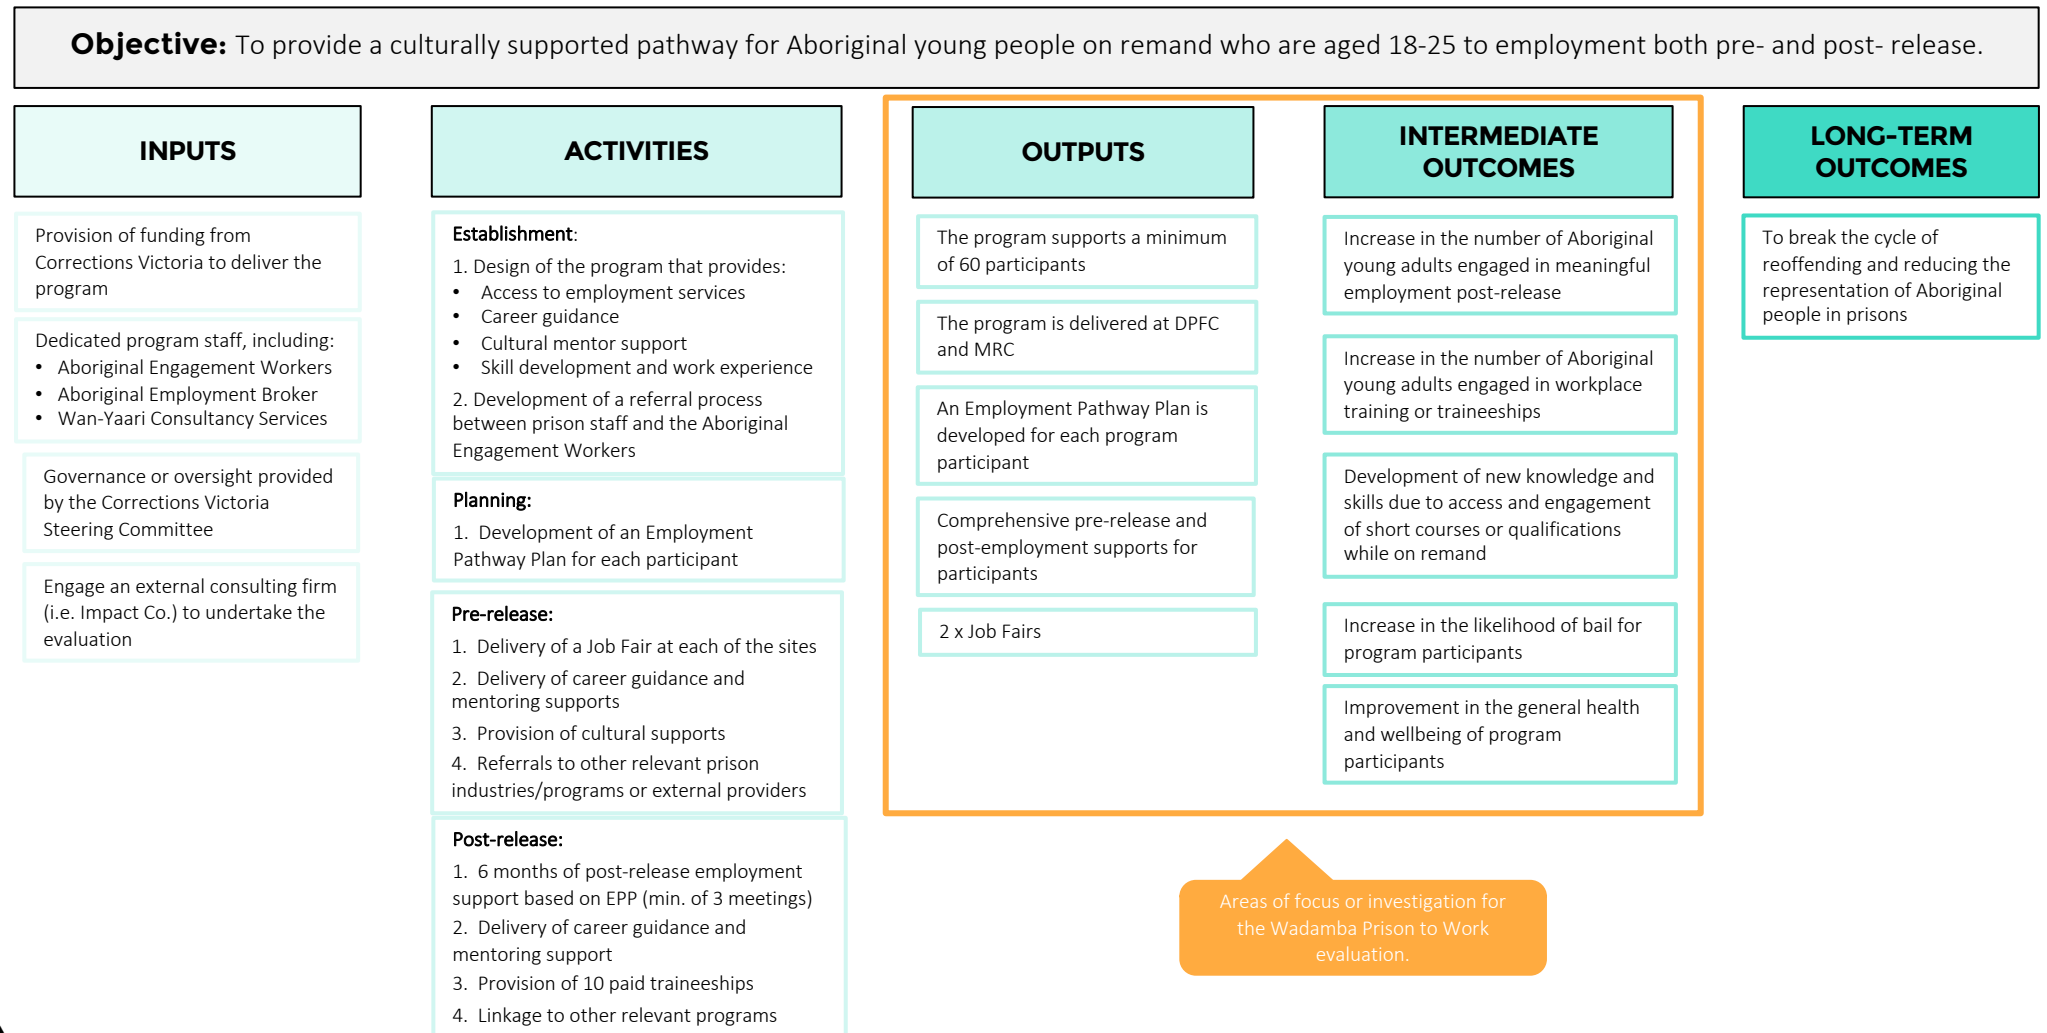 Objective: To provide a culturally supported pathway for Aboriginal young people on remand who are aged 18-25 to employment both pre- and post- release.
INPUTS
Provision of funding from
Corrections Victoria to deliver the
program
Dedicated program staff, including:
• Aboriginal Engagement Workers
• Aboriginal Employment Broker
• Wan-Yaari Consultancy Services
Governance or oversight provided
by the Corrections Victoria
Steering Committee
Engage an external consulting firm
(i.e. Impact Co.) to undertake the
evaluation
ACTIVITIES
Establishment:
1. Design of the program that provides:
• Access to employment services
• Career guidance
• Cultural mentor support
• Skill development and work experience
2. Development of a referral process
between prison staff and the Aboriginal
Engagement Workers
Planning:
1. Development of an Employment
Pathway Plan for each participant
Pre-release:
1. Delivery of a Job Fair at each of the sites
2. Delivery of career guidance and
mentoring supports
3. Provision of cultural supports
4. Referrals to other relevant prison
industries/programs or external providers
Post-release:
1. 6 months of post-release employment
support based on EPP (min. of 3 meetings)
2. Delivery of career guidance and
mentoring support
3. Provision of 10 paid traineeships
4. Linkage to other relevant programs
OUTPUTS
The program supports a minimum
of 60 participants
The program is delivered at DPFC
and MRC
An Employment Pathway Plan is
developed for each program
participant
Comprehensive pre-release and
post-employment supports for
participants
2 x Job Fairs
INTERMEDIATE
OUTCOMES
Increase in the number of Aboriginal
young adults engaged in meaningful
employment post-release
Increase in the number of Aboriginal
young adults engaged in workplace
training or traineeships
Development of new knowledge and
skills due to access and engagement
of short courses or qualifications
while on remand
Increase in the likelihood of bail for
program participants
Improvement in the general health
and wellbeing of program
participants
LONG-TERM
OUTCOMES
To break the cycle of
reoffending and reducing the
representation of Aboriginal
people in prisons
Areas of focus or investigation for
the Wadamba Prison to Work
evaluation.